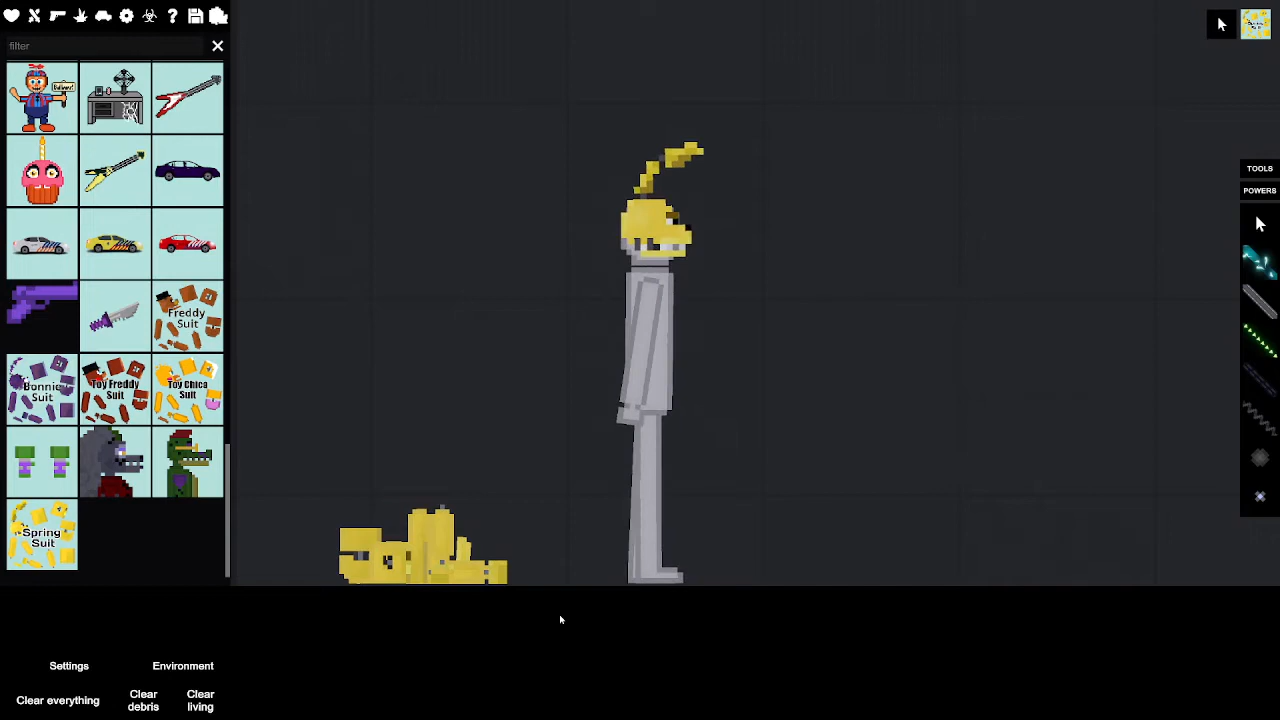 ?
filter
TOOLS
POWERS
Freddy
Suit
Bonnie
Suit
Toy Freddy
Suit
Toy Chica
Suit
Spring
Suit
Settings
Environment
Clear everything
Clear
debris
Clear
living